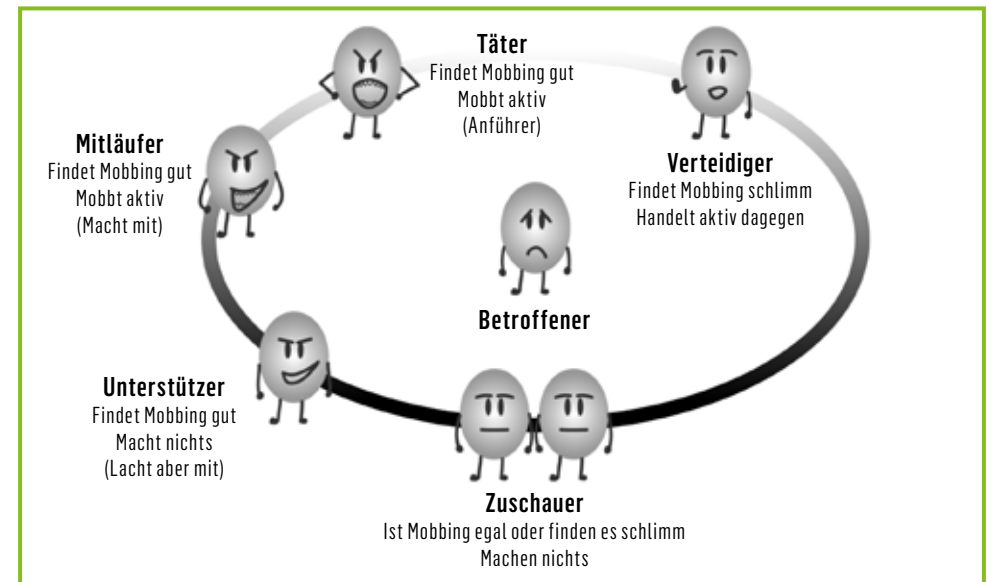 Täter
Findet Mobbing gut
Mobbt aktiv
(Anführer)
Mitläufer
Findet Mobbing gut
Mobbt aktiv
(Macht mit)
Verteidiger
Findet Mobbing schlimm
Handelt aktiv dagegen
Betroffener
Unterstützer
Findet Mobbing gut
Macht nichts
(Lacht aber mit)
Zuschauer
Ist Mobbing egal oder finden es schlimm
Machen nichts